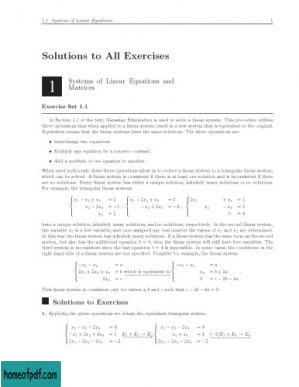 1.1 Systems of Linear Equations 1
Solutions to All Exercises
1
Systems of Linear Equations and
Matrices
Exercise Set 1.1
In Section 1.1 of the text, Gaussian Elimination is used to solve a linear system. This procedure utilizes
three operations that when applied to a linear system result in a new system that is equivalent to the original.
Equivalent means that the linear systems have the same solutions. The three operations are:
• Interchange two equations.
• Multiply any equation by a nonzero constant.
• Add a multiple of one equation to another.
When used judiciously these three operations allow us to reduce a linear system to a triangular linear system,
which can be solved. A linear system is consistent if there is at least one solution and is inconsistent if there
are no solutions. Every linear system has either a unique solution, infinitely many solutions or no solutions.
For example, the triangular linear systems
have a unique solution, infinitely many solutions, and no solutions, respectively. In the second linear system,
the variable x₃ is a free variable, and once assigned any real number the values of x₁ and x₂ are determined.
In this way the linear system has infinitely many solutions. If a linear system has the same form as the second
system, but also has the additional equation 0 = 0, then the linear system will still have free variables. The
third system is inconsistent since the last equation 0 = 4 is impossible. In some cases, the conditions on the
right hand side of a linear system are not specified. Consider for example, the linear system
which is equivalent to
This linear system is consistent only for values a, b and c such that c − 2b − 4a = 0.
Solutions to Exercises
1. Applying the given operations we obtain the equivalent triangular system
homeofpdf.com